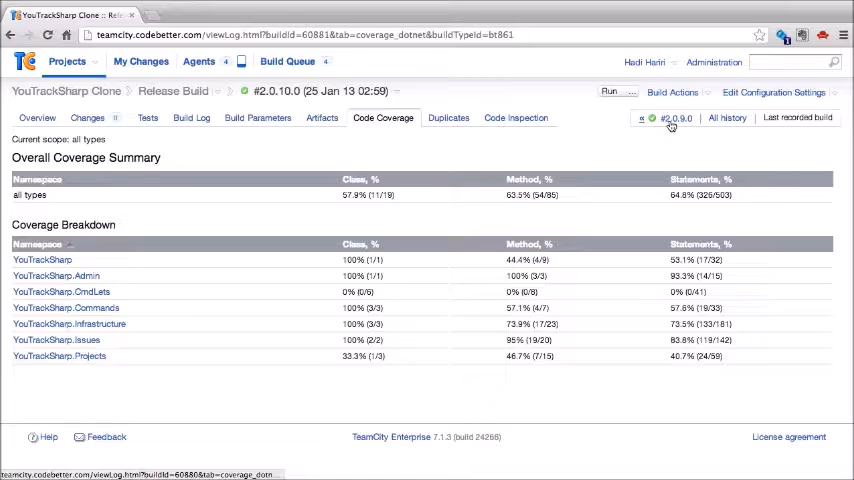 YouTrackSharp Clone :: Rele
teamcity.codebetter.com/viewLog.html?buildId=60881&tab=coverage_dotnet&buildTypeId=bt861
TC Projects My Changes Agents 4 Build Queue 4 Hadi Hariri Administration
YouTrackSharp Clone › Release Build › #2.0.10.0 (25 Jan 13 02:59) Run ... Build Actions Edit Configuration Settings
Overview Changes 0 Tests Build Log Build Parameters Artifacts Code Coverage Duplicates Code Inspection « #2.0.9.0 | All history | Last recorded build
Current scope: all types
Overall Coverage Summary
Namespace Class, % Method, % Statements, %
all types 57.9% (11/19) 63.5% (54/85) 64.8% (326/503)
Coverage Breakdown
Namespace Class, % Method, % Statements, %
YouTrackSharp 100% (1/1) 44.4% (4/9) 53.1% (17/32)
YouTrackSharp.Admin 100% (1/1) 100% (3/3) 93.3% (14/15)
YouTrackSharp.CmdLets 0% (0/6) 0% (0/8) 0% (0/41)
YouTrackSharp.Commands 100% (3/3) 57.1% (4/7) 57.6% (19/33)
YouTrackSharp.Infrastructure 100% (3/3) 73.9% (17/23) 73.5% (133/181)
YouTrackSharp.Issues 100% (2/2) 95% (19/20) 83.8% (119/142)
YouTrackSharp.Projects 33.3% (1/3) 46.7% (7/15) 40.7% (24/59)
Help Feedback TeamCity Enterprise 7.1.3 (build 24266) License agreement
teamcity.codebetter.com/viewLog.html?buildId=60880&tab=coverage_dotn...